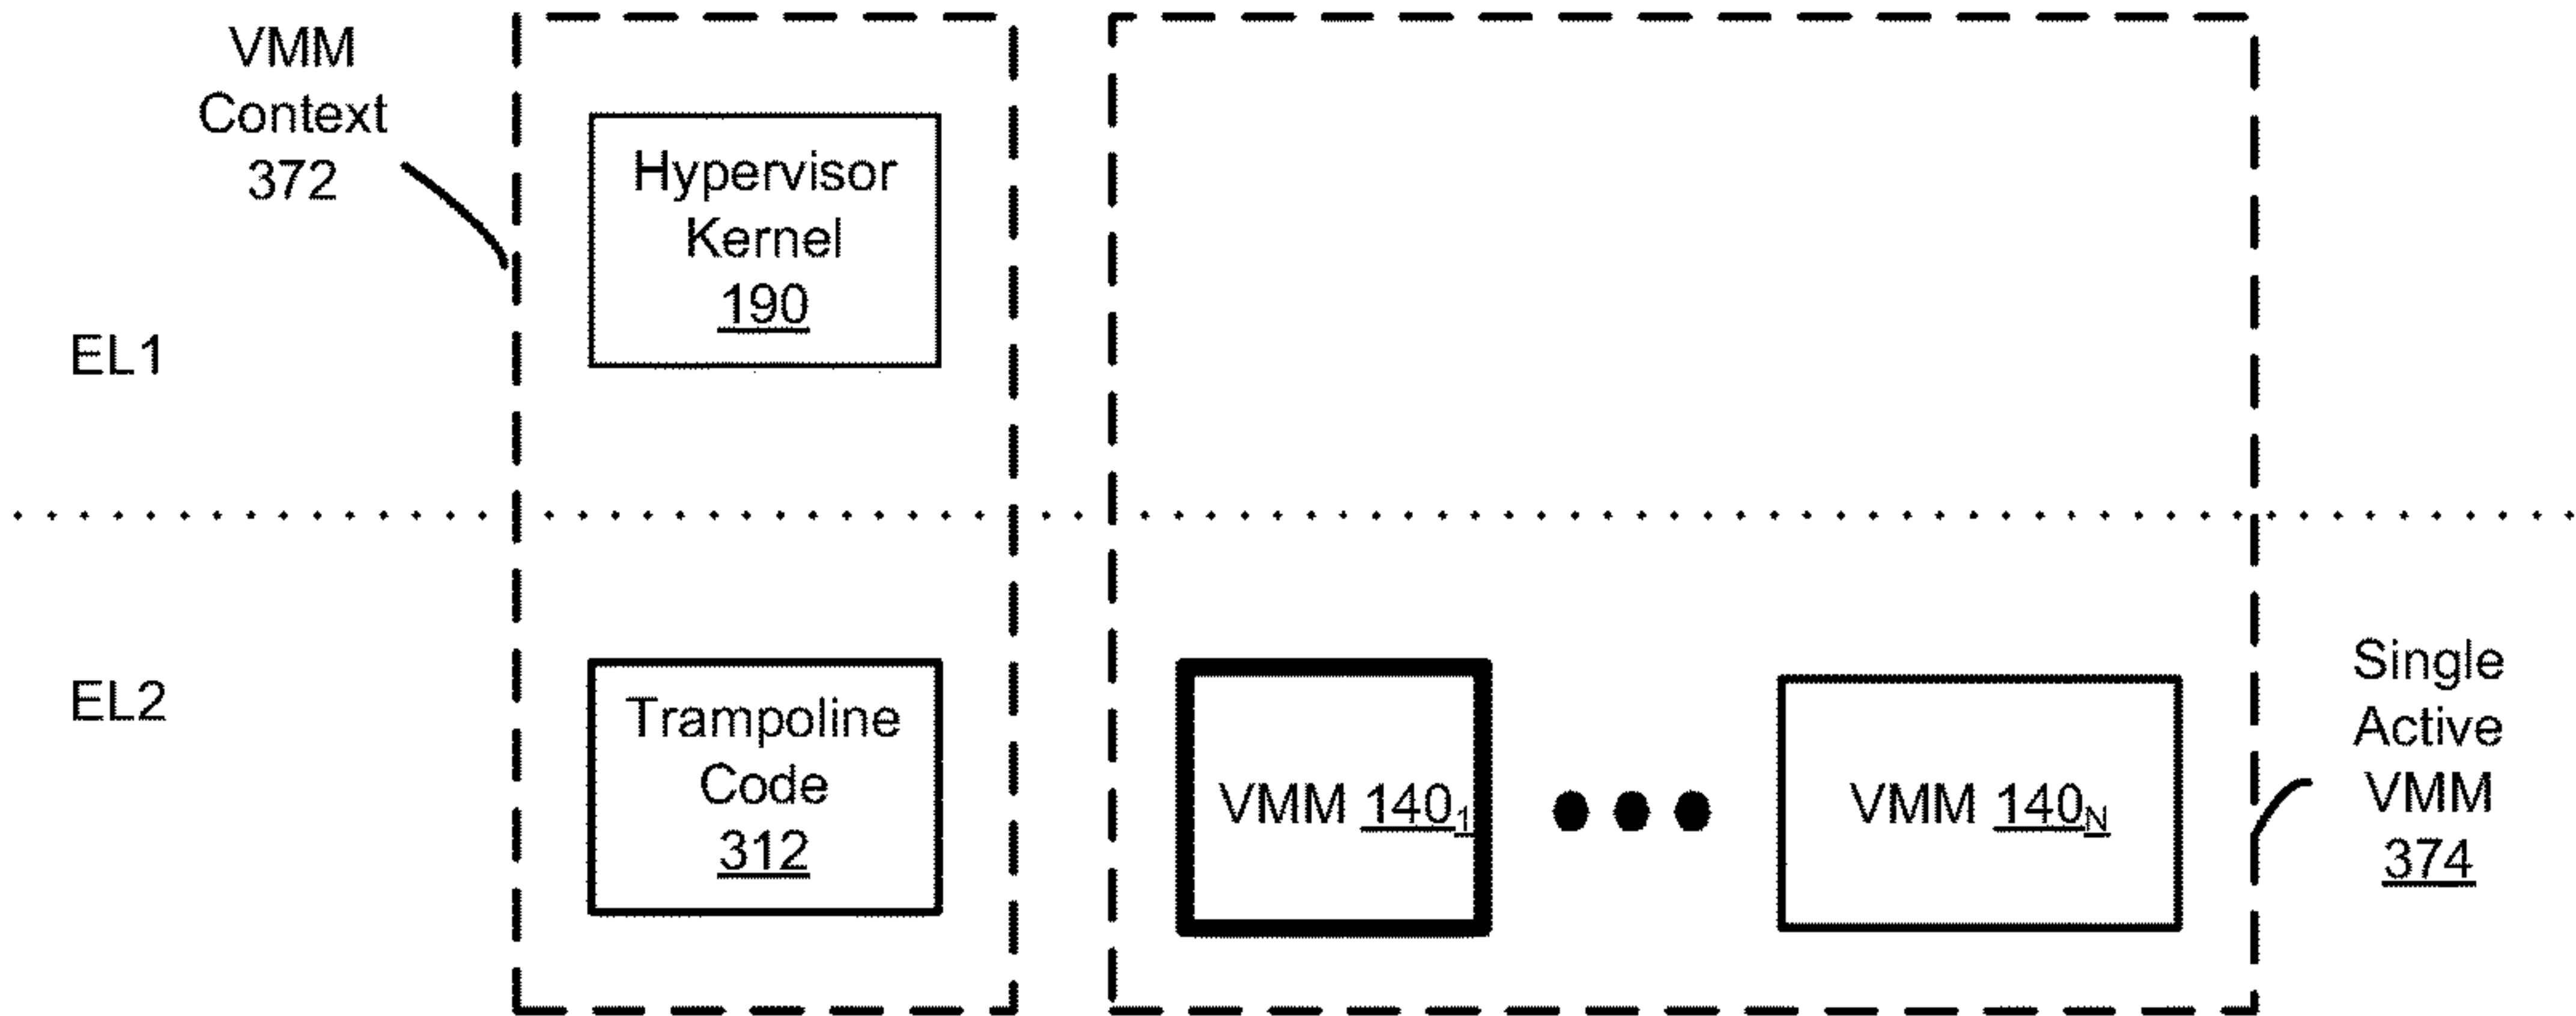 VMM
Context
372
Hypervisor
Kernel
190
EL1
EL2
Trampoline
Code
312
VMM 140₁
VMM 140N
Single
Active
VMM
374